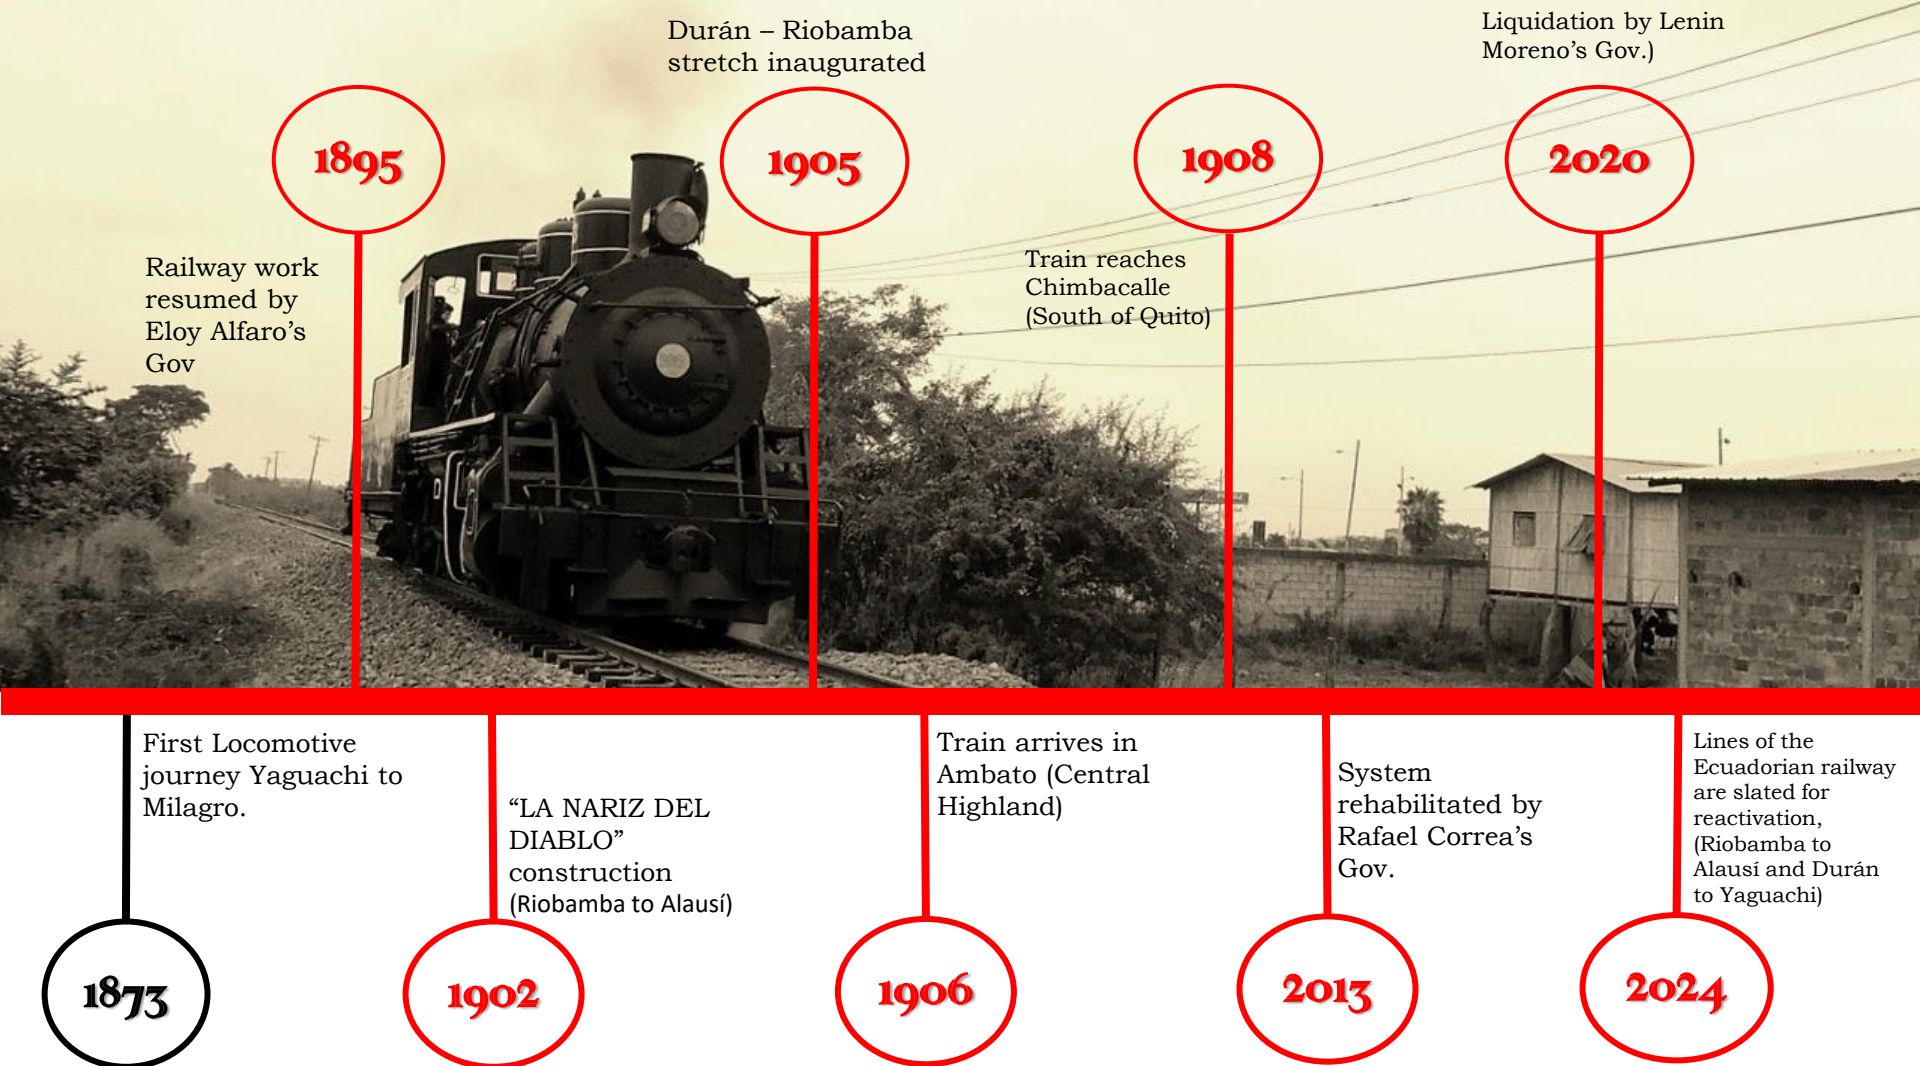 Durán – Riobamba
stretch inaugurated
Liquidation by Lenin
Moreno’s Gov.)
1895
1905
1908
2020
Railway work
resumed by
Eloy Alfaro’s
Gov
Train reaches
Chimbacalle
(South of Quito)
First Locomotive
journey Yaguachi to
Milagro.
“LA NARIZ DEL
DIABLO”
construction
(Riobamba to Alausí)
Train arrives in
Ambato (Central
Highland)
System
rehabilitated by
Rafael Correa’s
Gov.
Lines of the
Ecuadorian railway
are slated for
reactivation,
(Riobamba to
Alausí and Durán
to Yaguachi)
1873
1902
1906
2013
2024